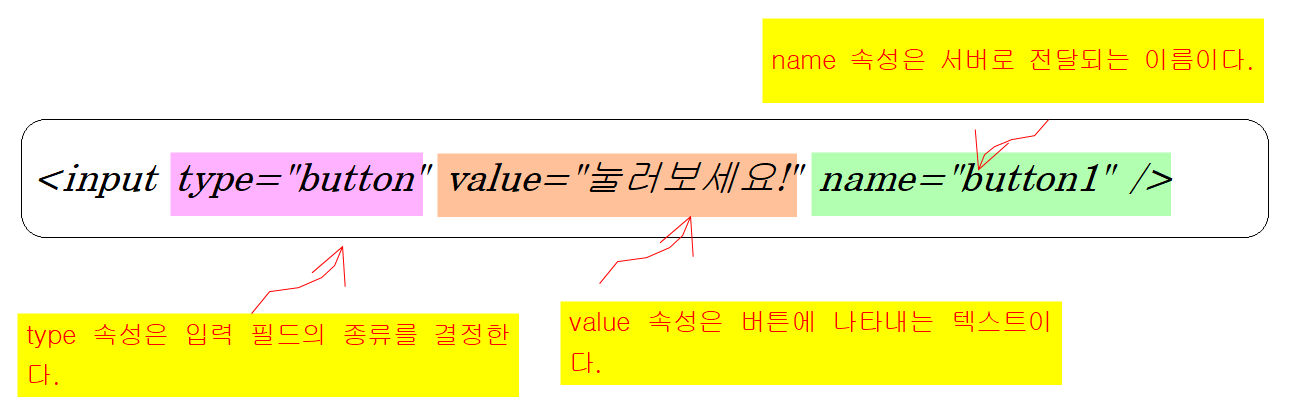 name 속성은 서버로 전달되는 이름이다.
<input type="button" value="눌러보세요!" name="button1" />
type 속성은 입력 필드의 종류를 결정한
다.
value 속성은 버튼에 나타내는 텍스트이
다.